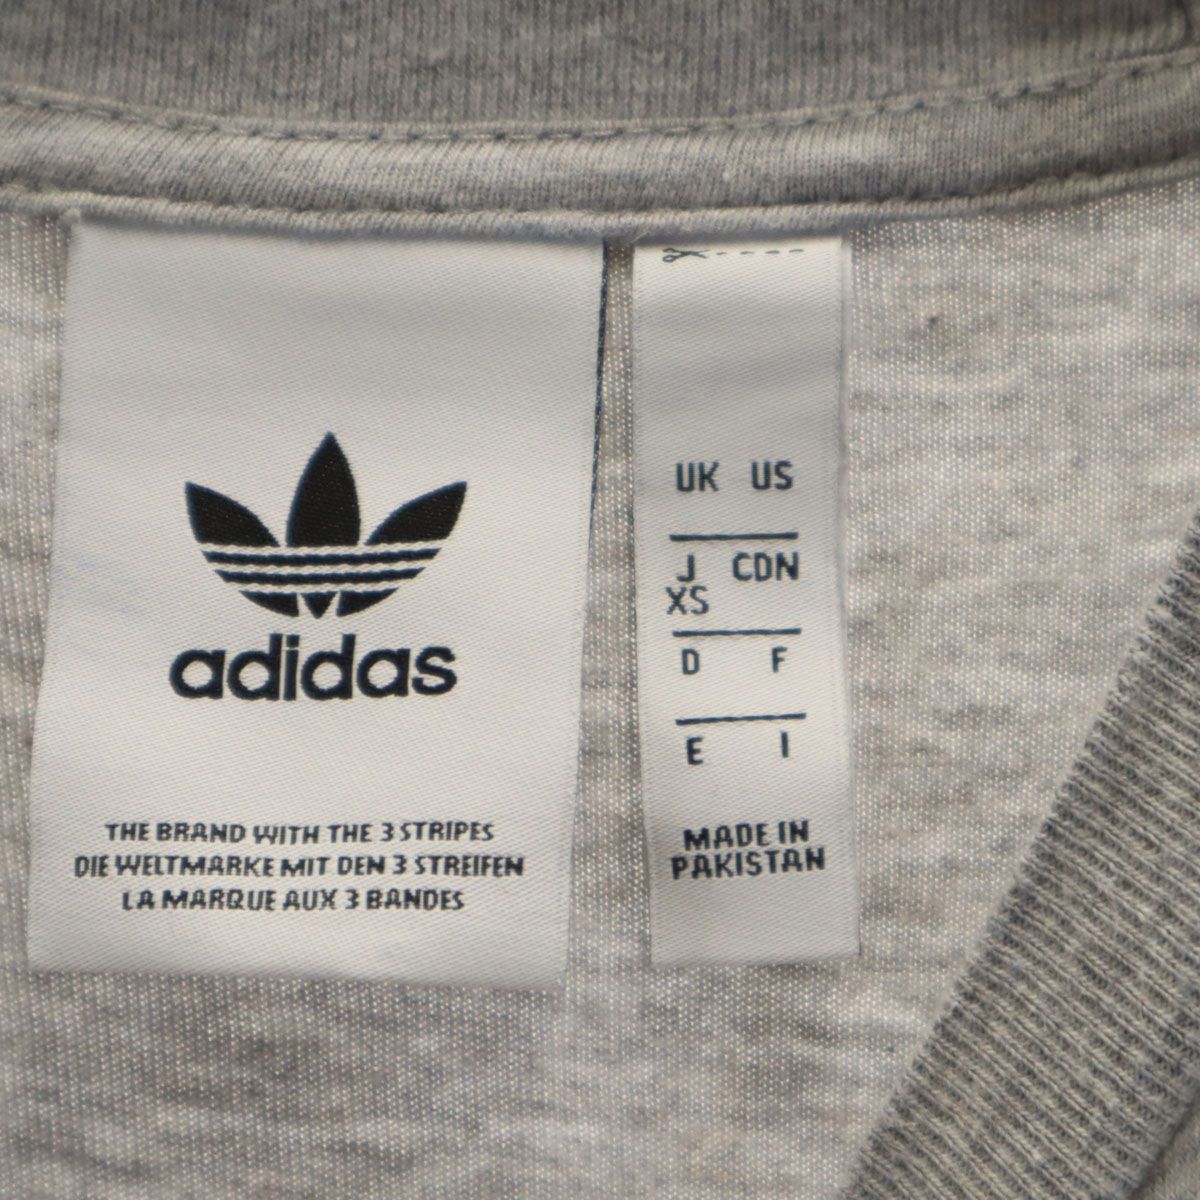 adidas
THE BRAND WITH THE 3 STRIPES
DIE WELTMARKE MIT DEN 3 STREIFEN
LA MARQUE AUX 3 BANDES
UK US
J CDN
XS
D F
E I
MADE IN
PAKISTAN